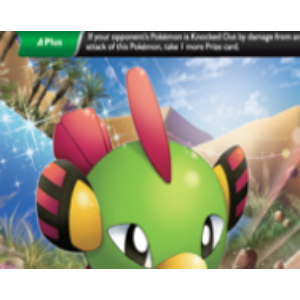 Δ Plus
If your opponent's Pokémon is Knocked Out by damage from an
attack of this Pokémon, take 1 more Prize card.